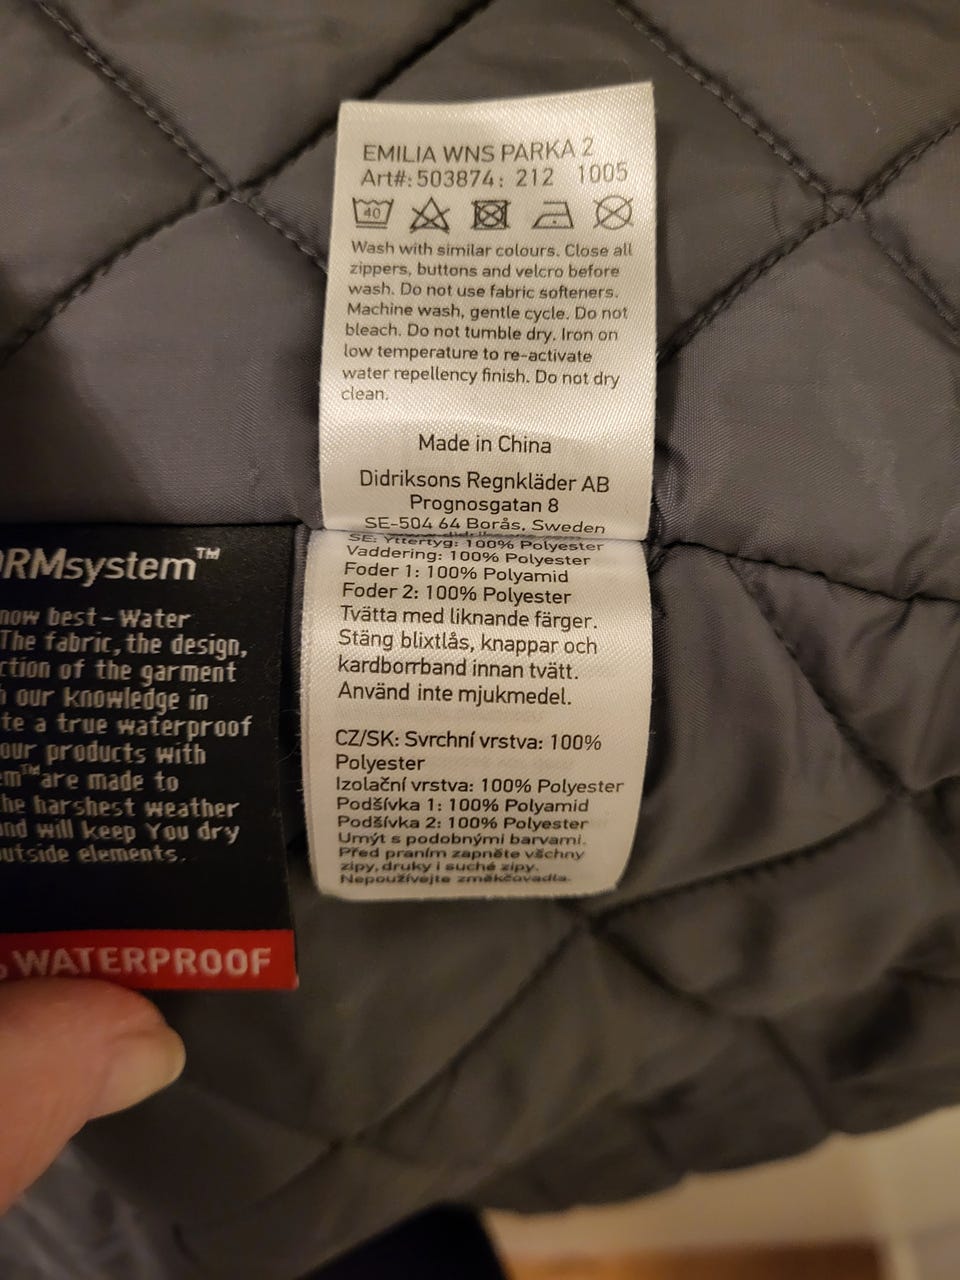 EMILIA WNS PARKA 2
Art#: 503874: 212 1005
40
Wash with similar colours. Close all
zippers, buttons and velcro before
wash. Do not use fabric softeners.
Machine wash, gentle cycle. Do not
bleach. Do not tumble dry. Iron on
low temperature to re-activate
water repellency finish. Do not dry
clean.
Made in China
Didriksons Regnkläder AB
Prognosgatan 8
SE-504 64 Borås, Sweden
SE: Yttertyg: 100% Polyester
Vaddering: 100% Polyester
Foder 1: 100% Polyamid
Foder 2: 100% Polyester
Tvätta med liknande färger.
Stäng blixtlås, knappar och
kardborrband innan tvätt.
Använd inte mjukmedel.
CZ/SK: Svrchní vrstva: 100%
Polyester
Izolační vrstva: 100% Polyester
Podšívka 1: 100% Polyamid
Podšívka 2: 100% Polyester
Umýt s podobnými barvami.
Před praním zapněte všchny
zipy, druky i suché zipy.
Nepoužívejte změkčovadla.
ORMsystem™
now best - Water
The fabric, the design,
ction of the garment
our knowledge in
te a true waterproof
our products with
em™ are made to
he harshest weather
and will keep You dry
outside elements.
WATERPROOF